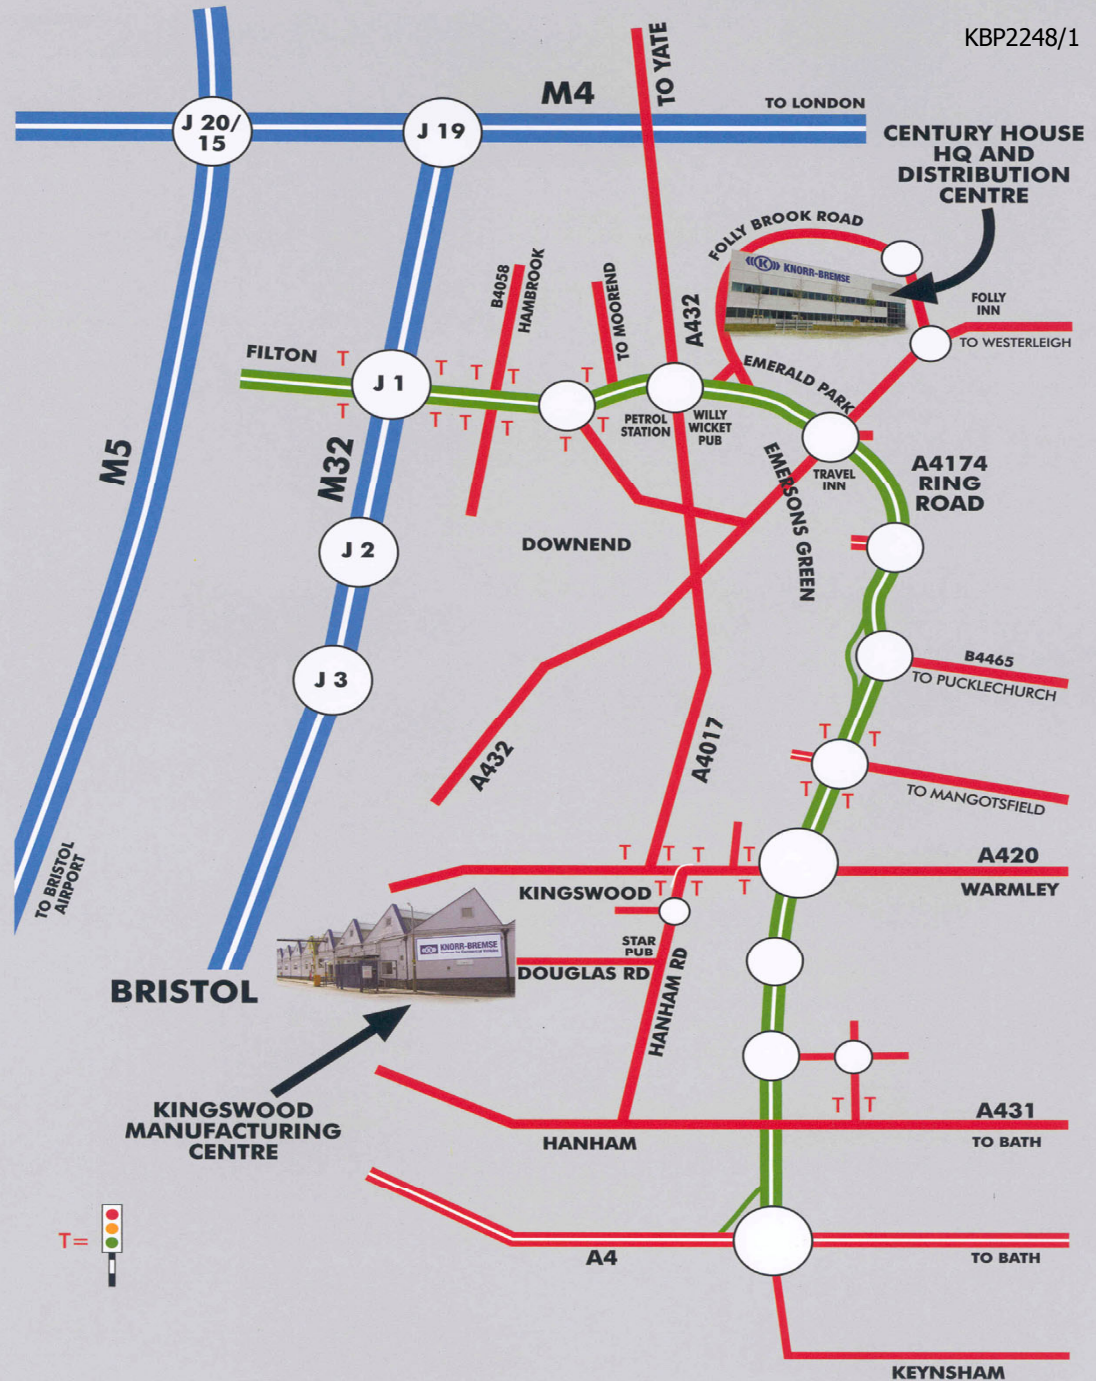 KBP2248/1
M4
TO YATE
TO LONDON
J 20/
15
J 19
CENTURY HOUSE
HQ AND
DISTRIBUTION
CENTRE
FOLLY BROOK ROAD
KNORR-BREMSE
B4058
HAMBROOK
TO MOOREND
A432
FOLLY
INN
TO WESTERLEIGH
FILTON
T
T
T
T
T
J 1
EMERALD PARK
T
T
T
T
T
T
PETROL
STATION
WILLY
WICKET
PUB
M5
M32
EMERSONS GREEN
TRAVEL
INN
A4174
RING
ROAD
J 2
DOWNEND
J 3
B4465
TO PUCKLECHURCH
A432
A4017
T
T
T
T
TO MANGOTSFIELD
TO BRISTOL
AIRPORT
T
T
T
T
A420
KINGSWOOD
T
T
T
WARMLEY
KNORR-BREMSE
STAR
PUB
DOUGLAS RD
HANHAM RD
BRISTOL
KINGSWOOD
MANUFACTURING
CENTRE
T
T
A431
HANHAM
TO BATH
T=
A4
TO BATH
KEYNSHAM